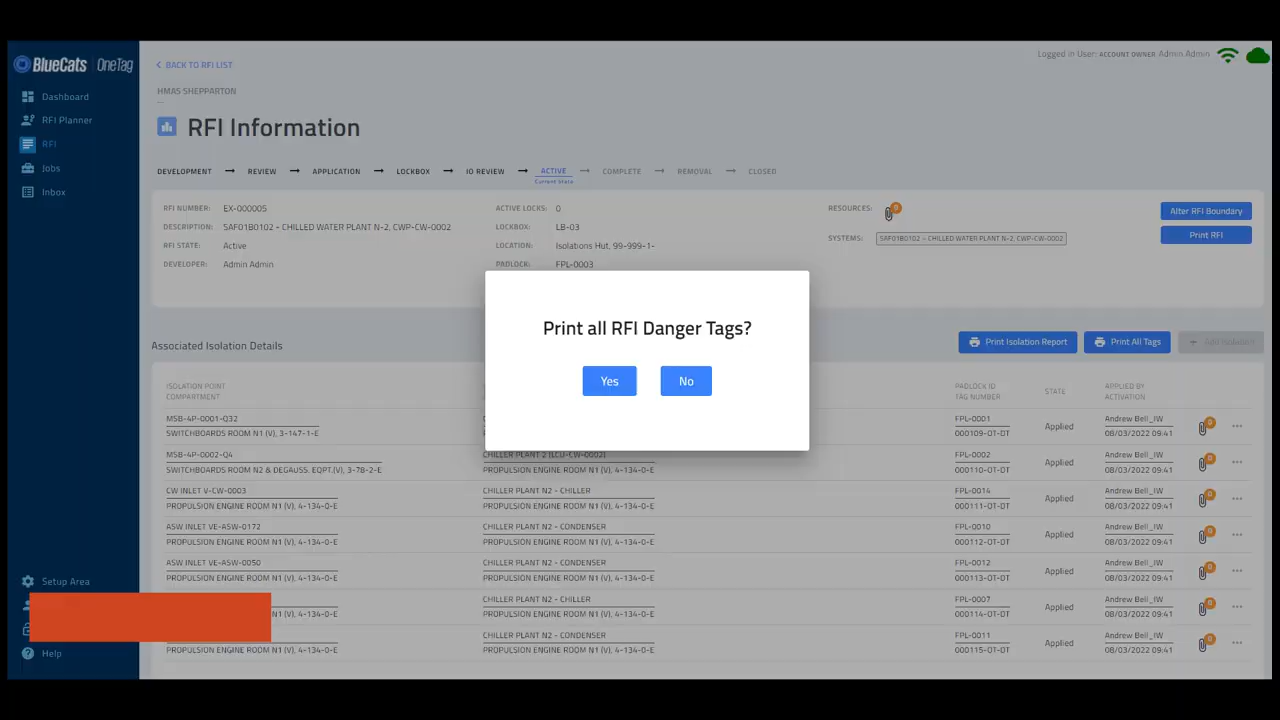 BlueCats OneTag
Dashboard
RFI Planner
RFI
Jobs
Inbox
Setup Area
Help
BACK TO RFI LIST
Logged in User: ACCOUNT OWNER Admin Admin
HMAS SHEPPARTON
--
RFI Information
DEVELOPMENT REVIEW APPLICATION LOCKBOX IO REVIEW ACTIVE COMPLETE REMOVAL CLOSED
Current State
RFI NUMBER: EX-000005
DESCRIPTION: SAF01B0102 - CHILLED WATER PLANT N-2, CWP-CW-0002
RFI STATE: Active
DEVELOPER: Admin Admin
ACTIVE LOCKS: 0
LOCKBOX: LB-03
LOCATION: Isolations Hut, 99-999-1-
PADLOCK: FPL-0003
RESOURCES: 0
SYSTEMS: SAF01B0102 - CHILLED WATER PLANT N-2, CWP-CW-0002
Alter RFI Boundary
Print RFI
Print all RFI Danger Tags?
Yes No
Associated Isolation Details
Print Isolation Report Print All Tags + Add Isolation
ISOLATION POINT PADLOCK ID STATE APPLIED BY
COMPARTMENT TAG NUMBER ACTIVATION
MSB-4P-0001-Q32 FPL-0001 Applied Andrew Bell_IW 0
SWITCHBOARDS ROOM N1 (V), 3-147-1-E 000109-OT-DT 08/03/2022 09:41
MSB-4P-0002-Q4 CHILLER PLANT 2 (LCU-CW-0002) FPL-0002 Applied Andrew Bell_IW 0
SWITCHBOARDS ROOM N2 & DEGAUSS. EQPT.(V), 3-78-2-E PROPULSION ENGINE ROOM N1 (V), 4-134-0-E 000110-OT-DT 08/03/2022 09:41
CW INLET V-CW-0003 CHILLER PLANT N2 - CHILLER FPL-0014 Applied Andrew Bell_IW 0
PROPULSION ENGINE ROOM N1 (V), 4-134-0-E PROPULSION ENGINE ROOM N1 (V), 4-134-0-E 000111-OT-DT 08/03/2022 09:41
ASW INLET VE-ASW-0172 CHILLER PLANT N2 - CONDENSER FPL-0010 Applied Andrew Bell_IW 0
PROPULSION ENGINE ROOM N1 (V), 4-134-0-E PROPULSION ENGINE ROOM N1 (V), 4-134-0-E 000112-OT-DT 08/03/2022 09:41
ASW INLET VE-ASW-0050 CHILLER PLANT N2 - CONDENSER FPL-0012 Applied Andrew Bell_IW 0
PROPULSION ENGINE ROOM N1 (V), 4-134-0-E PROPULSION ENGINE ROOM N1 (V), 4-134-0-E 000113-OT-DT 08/03/2022 09:41
CHILLER PLANT N2 - CHILLER FPL-0007 Applied Andrew Bell_IW 0
N1 (V), 4-134-0-E PROPULSION ENGINE ROOM N1 (V), 4-134-0-E 000114-OT-DT 08/03/2022 09:41
CHILLER PLANT N2 - CONDENSER FPL-0011 Applied Andrew Bell_IW 0
PROPULSION ENGINE ROOM N1 (V), 4-134-0-E PROPULSION ENGINE ROOM N1 (V), 4-134-0-E 000115-OT-DT 08/03/2022 09:41